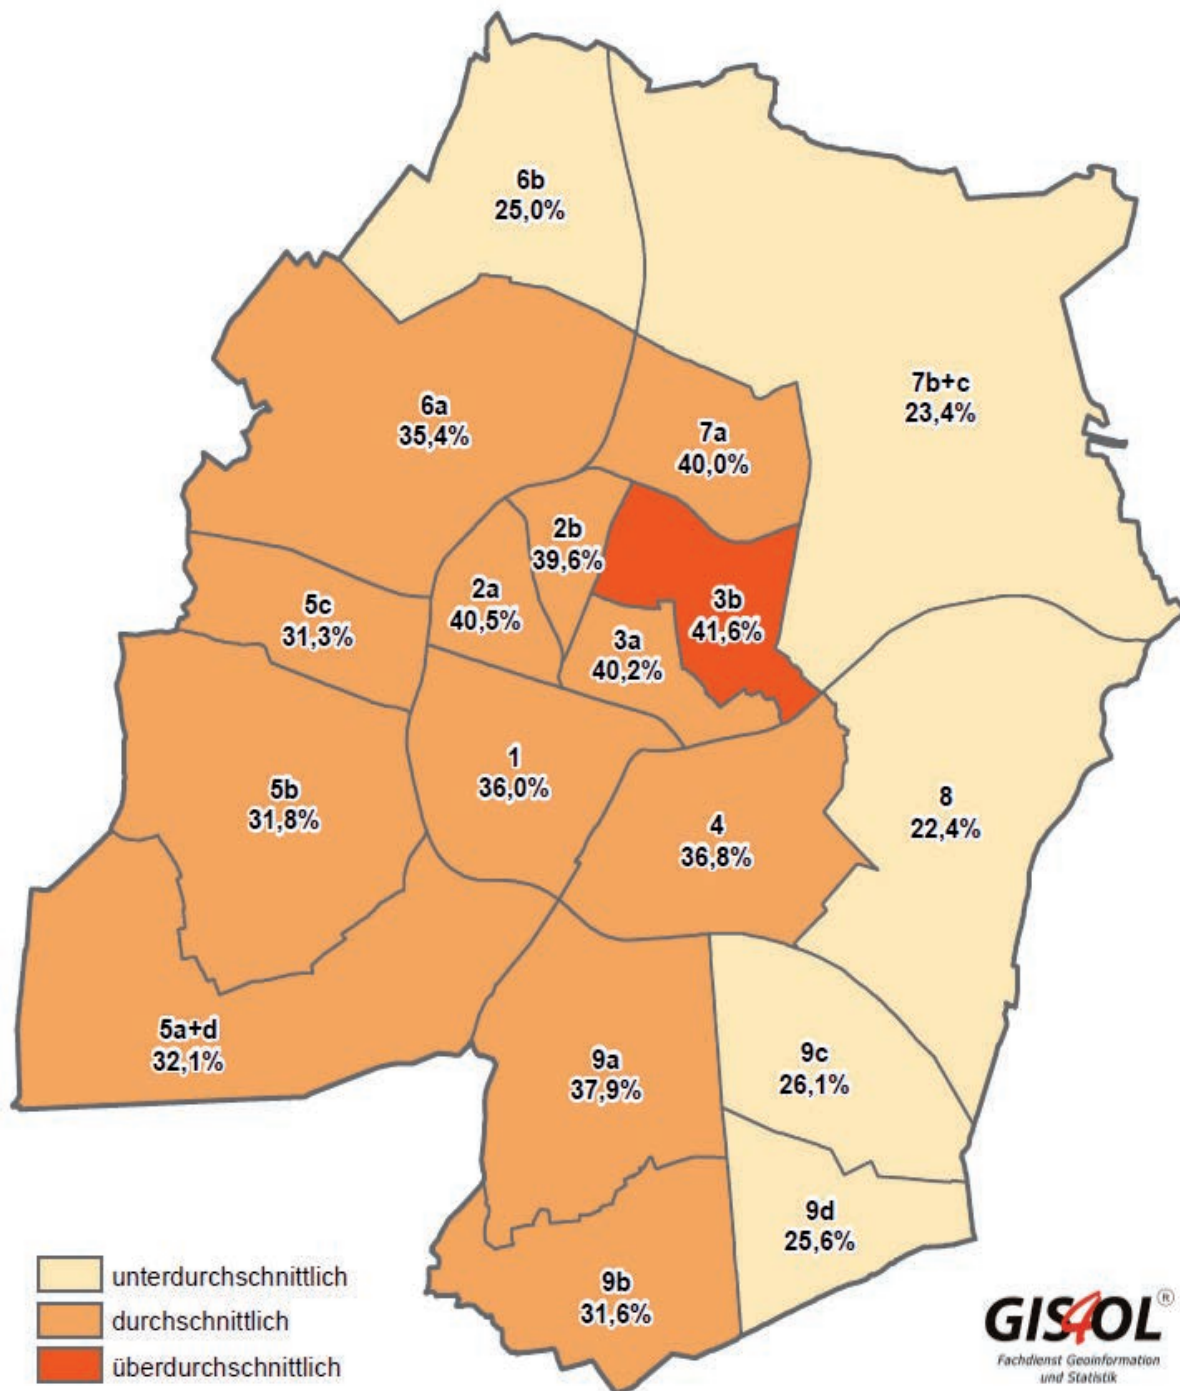 6b
25,0%
7b+c
23,4%
6a
35,4%
7a
40,0%
2b
39,6%
2a
40,5%
3b
41,6%
5c
31,3%
3a
40,2%
1
36,0%
5b
31,8%
8
22,4%
4
36,8%
5a+d
32,1%
9a
37,9%
9c
26,1%
9d
25,6%
9b
31,6%
unterdurchschnittlich
durchschnittlich
überdurchschnittlich
GIS4OL®
Fachdienst Geoinformation
und Statistik